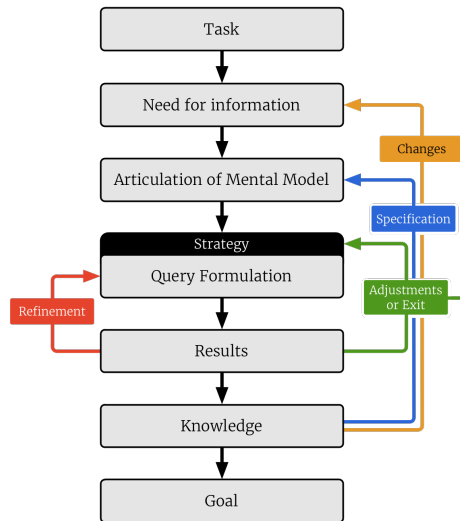 Task
Need for information
Changes
Articulation of Mental Model
Specification
Strategy
Query Formulation
Adjustments
or Exit
Refinement
Results
Knowledge
Goal